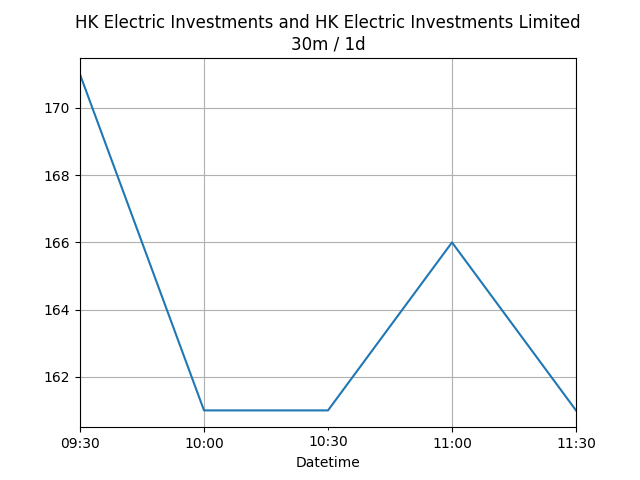 HK Electric Investments and HK Electric Investments Limited
30m / 1d
170
168
166
164
162
09:30 10:00 10:30 11:00 11:30
Datetime